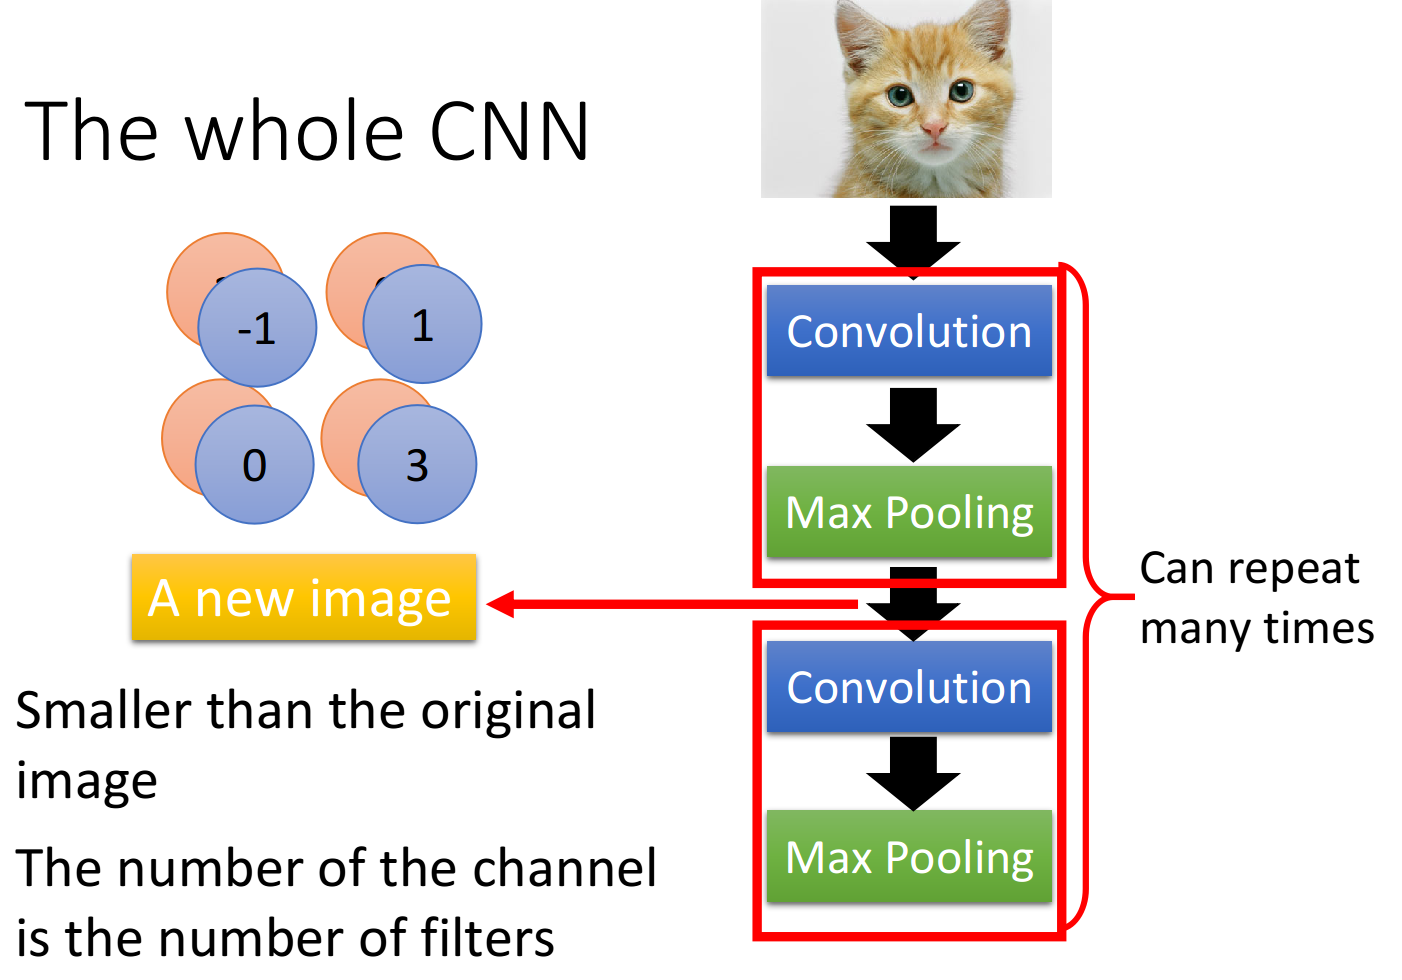 The whole CNN
-1
1
0
3
A new image
Smaller than the original
image
The number of the channel
is the number of filters
Convolution
Max Pooling
Convolution
Max Pooling
Can repeat
many times